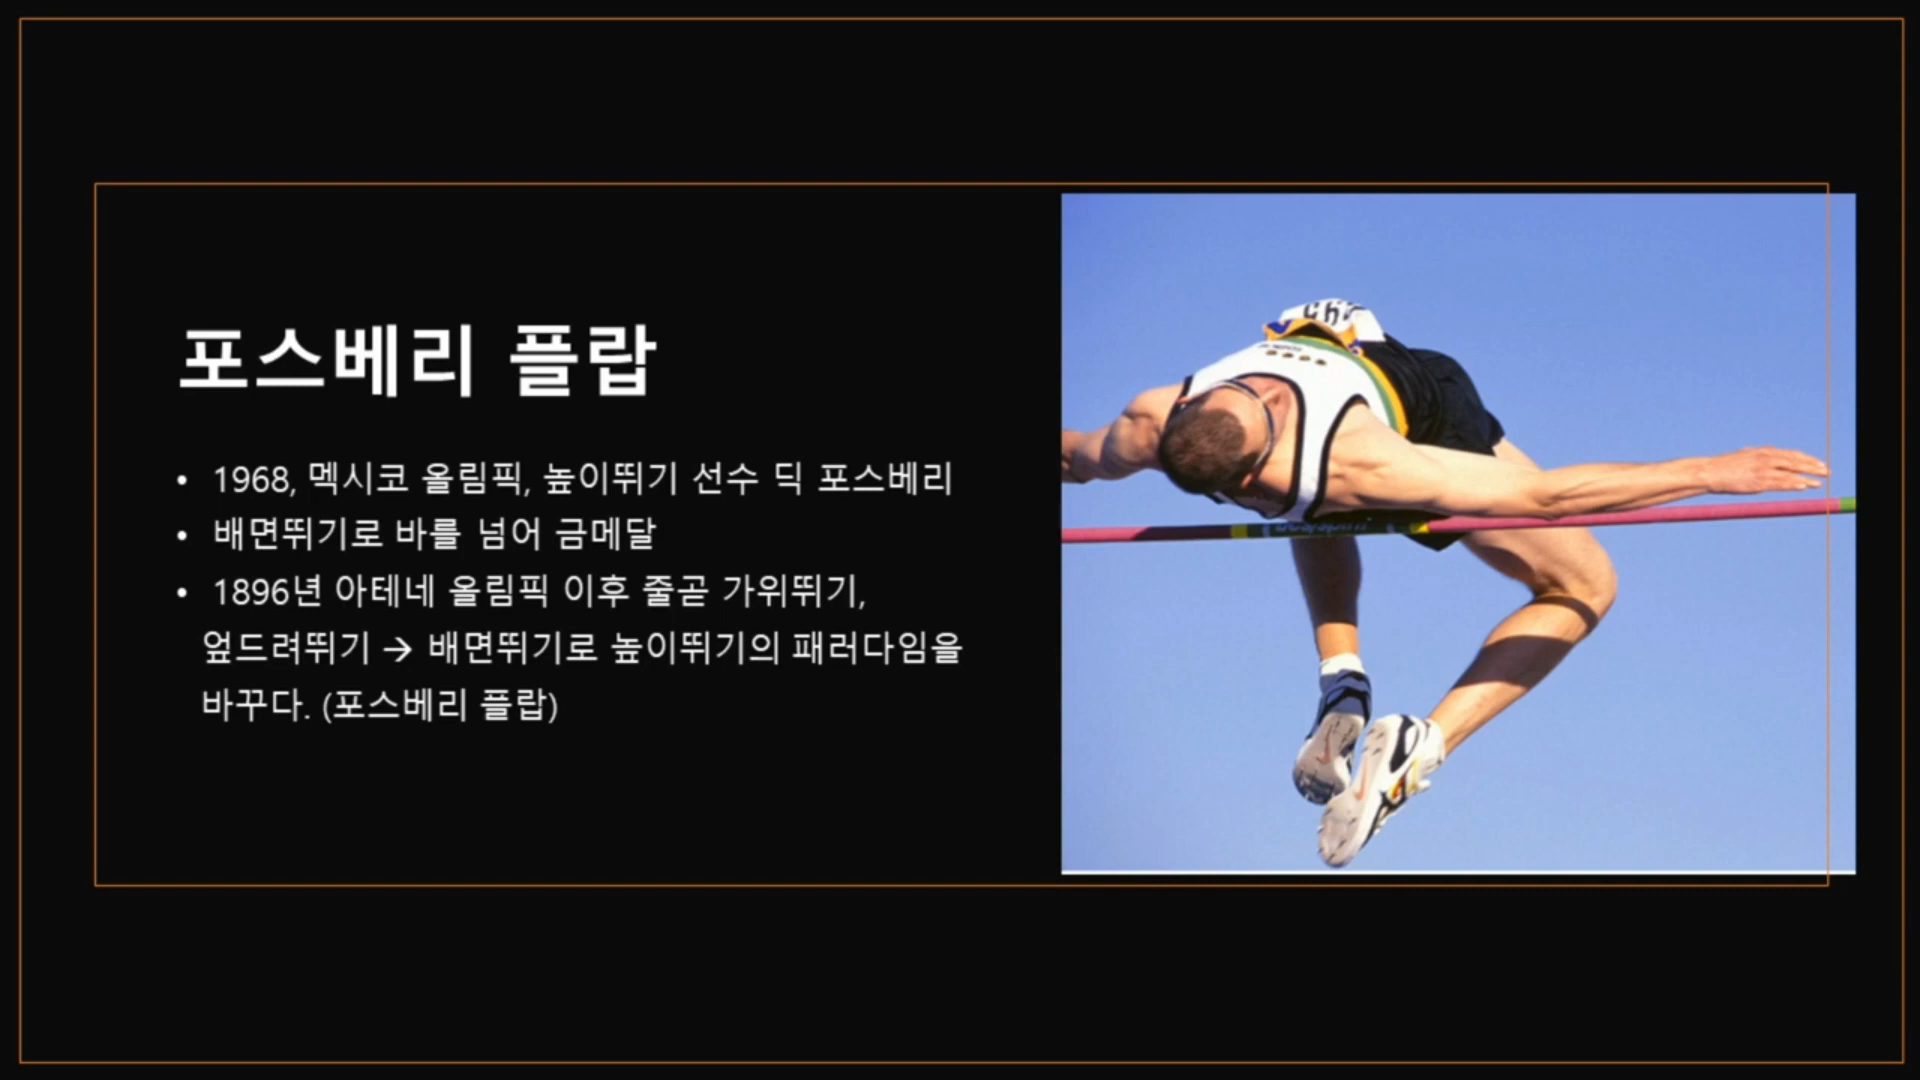 포스베리 플랍
• 1968, 멕시코 올림픽, 높이뛰기 선수 딕 포스베리
• 배면뛰기로 바를 넘어 금메달
• 1896년 아테네 올림픽 이후 줄곧 가위뛰기,
엎드려뛰기 → 배면뛰기로 높이뛰기의 패러다임을
바꾸다. (포스베리 플랍)